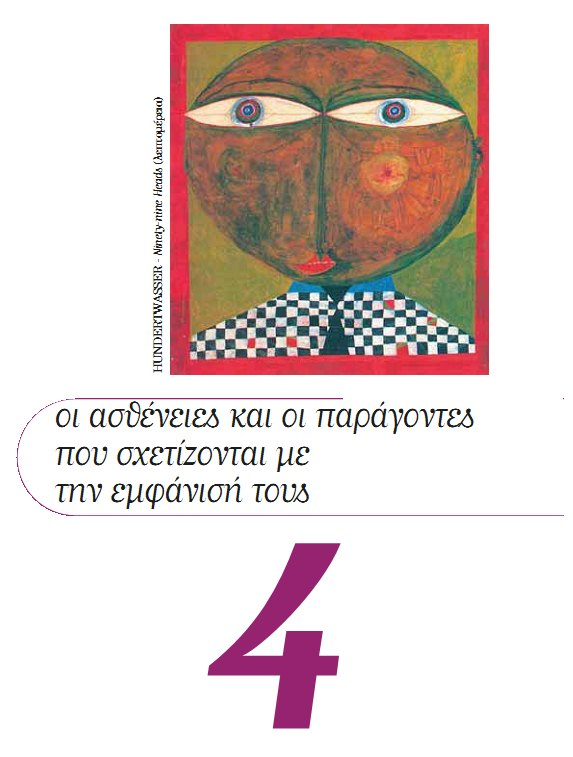 HUNDERTWASSER - Ninety-nine Heads (λεπτομέρεια)
οι ασθένειες και οι παράγοντες
που σχετίζονται με
την εμφάνισή τους
4